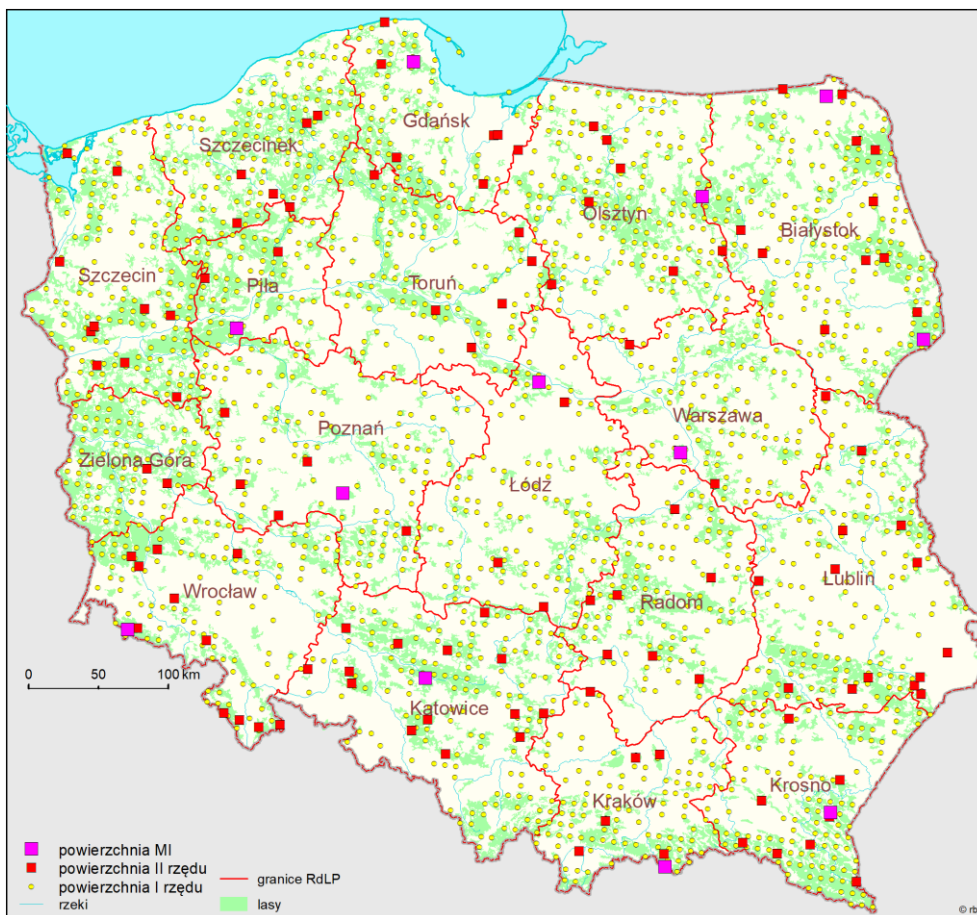 Gdańsk
Szczecinek
Olsztyn
Białystok
Szczecin
Piła
Toruń
Warszawa
Poznań
Zielona Góra
Łódź
Lublin
Wrocław
Radom
0 50 100 km
Katowice
Krosno
Kraków
powierzchnia MI
powierzchnia II rzędu
powierzchnia I rzędu
rzeki
granice RdLP
lasy